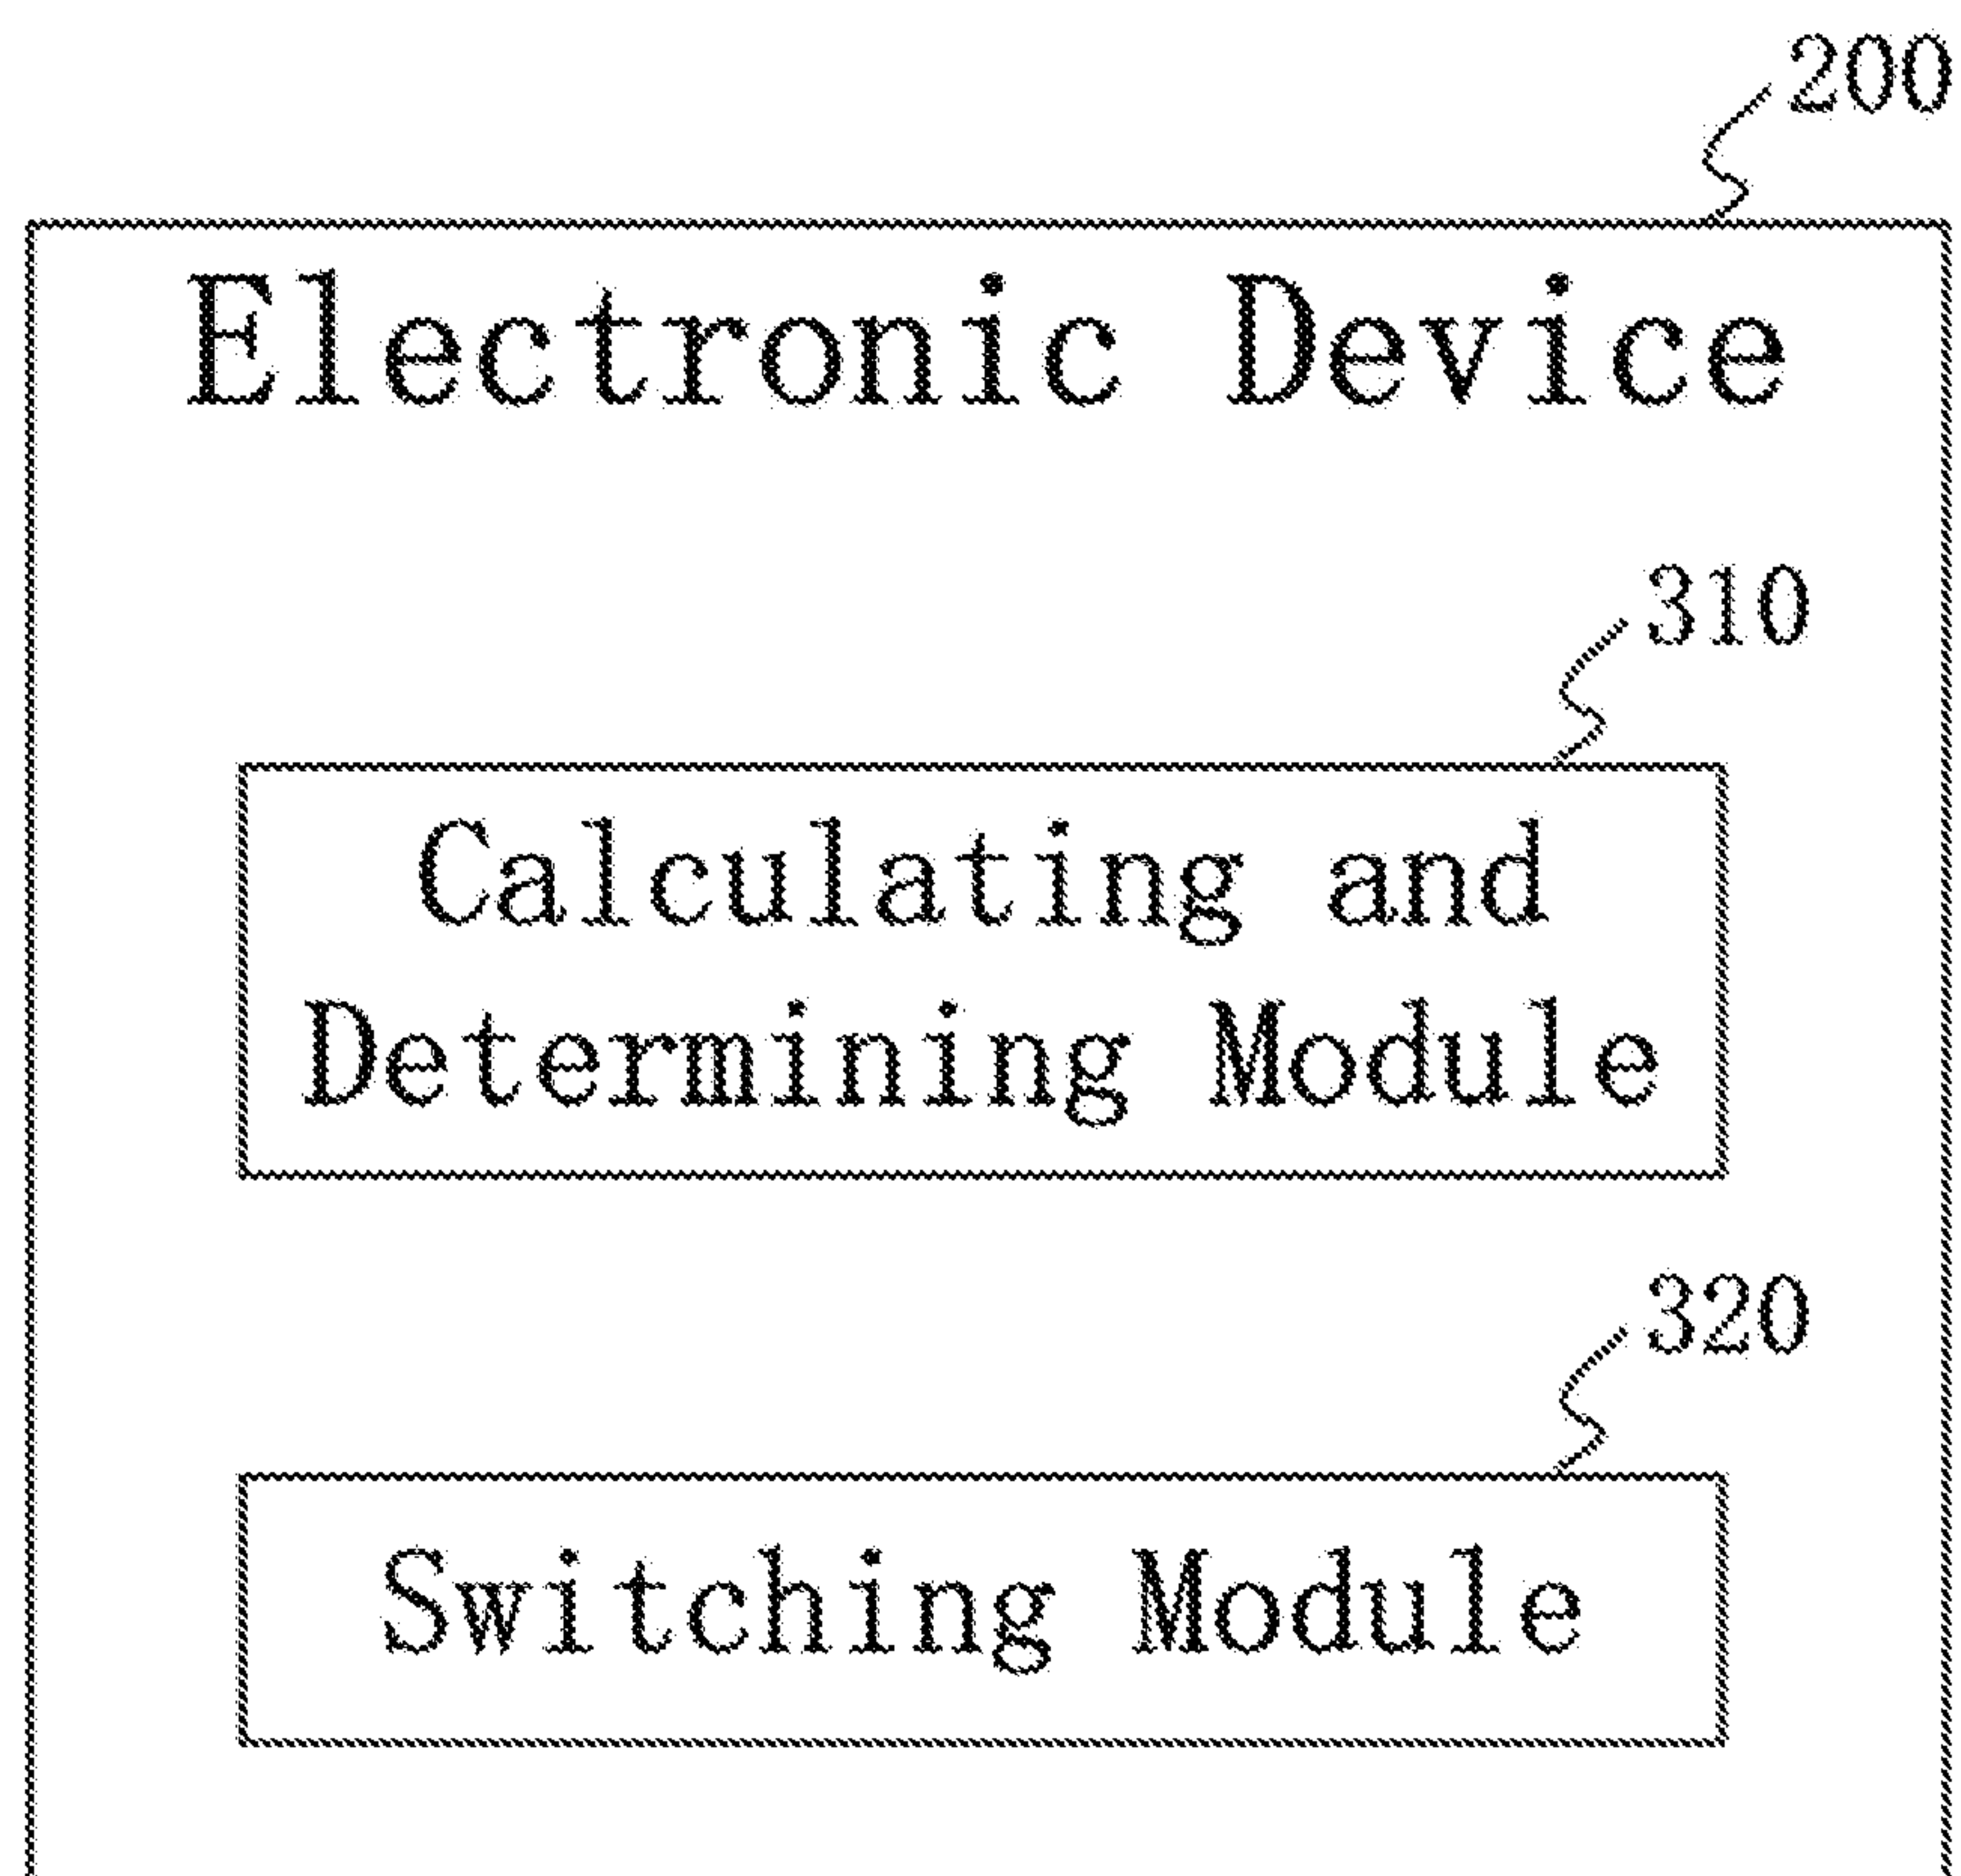 200
Electronic Device
310
Calculating and
Determining Module
320
Switching Module